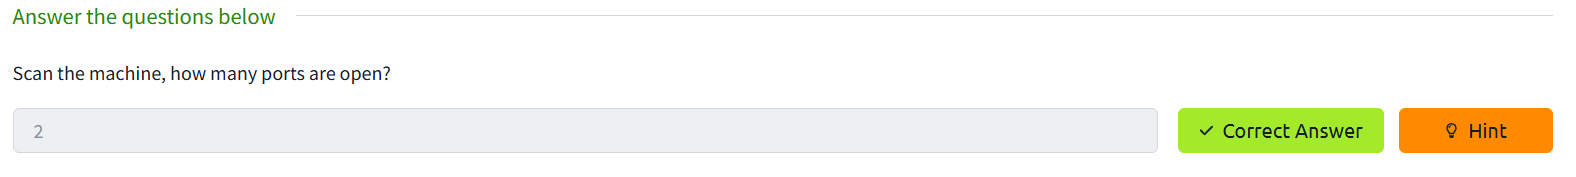 Answer the questions below
Scan the machine, how many ports are open?
2
Correct Answer
Hint